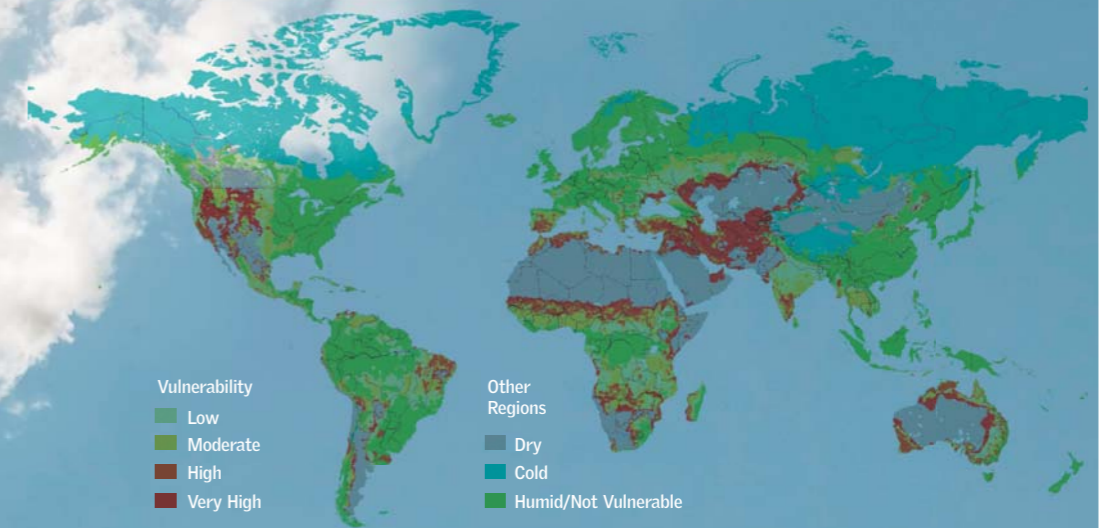 Vulnerability
Low
Moderate
High
Very High
Other
Regions
Dry
Cold
Humid/Not Vulnerable